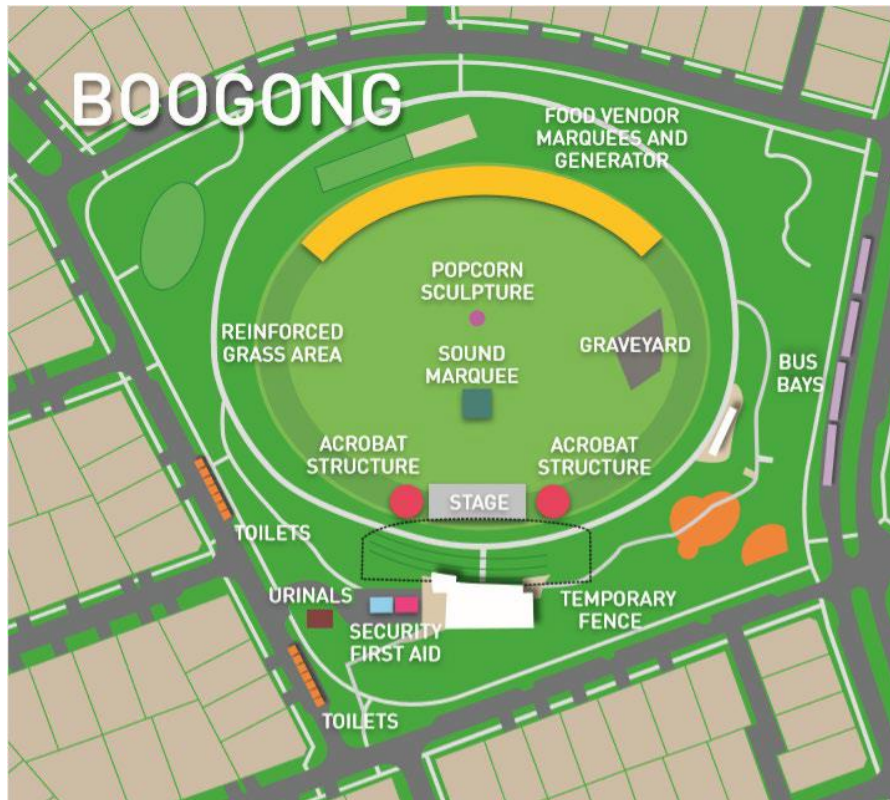 BOOGONG
FOOD VENDOR
MARQUEES AND
GENERATOR
POPCORN
SCULPTURE
REINFORCED
GRASS AREA
SOUND
MARQUEE
GRAVEYARD
BUS
BAYS
ACROBAT
STRUCTURE
ACROBAT
STRUCTURE
STAGE
TOILETS
URINALS
SECURITY
FIRST AID
TEMPORARY
FENCE
TOILETS